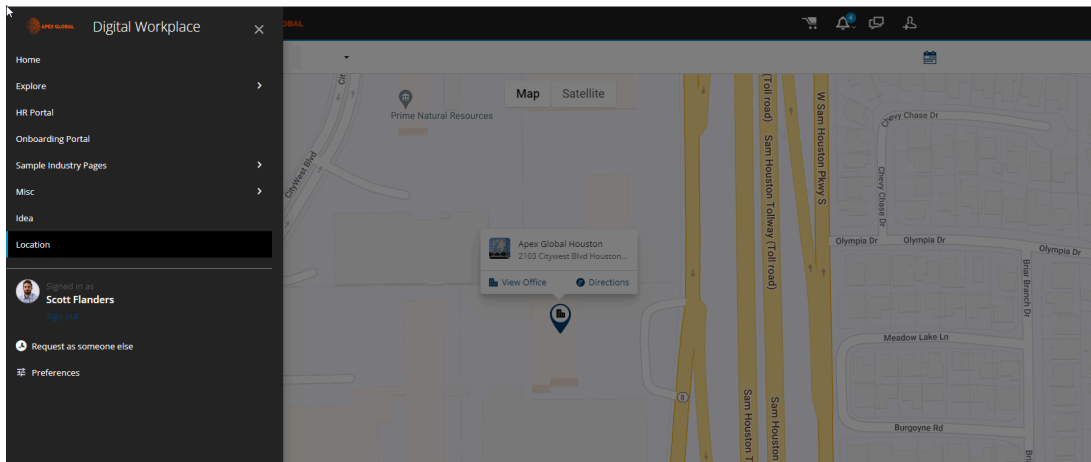 APEX GLOBAL
Digital Workplace
OBAL
4
Home
Explore
HR Portal
Onboarding Portal
Sample Industry Pages
Misc
Idea
Location
Signed in as
Scott Flanders
Sign out
Request as someone else
Preferences
Map
Satellite
Prime Natural Resources
Cit
CityWest Blvd
Apex Global Houston
2103 Citywest Blvd Houston...
View Office
Directions
(Toll road)
Sam Houston Tollway (Toll road)
W Sam Houston Pkwy S
Sam Houston T
Sam Houston
8
Chevy Chase Dr
Chevy Chase Dr
Olympia Dr
Olympia Dr
Olympia Dr
Briar Branch Dr
Meadow Lake Ln
Burgoyne Rd
Bri